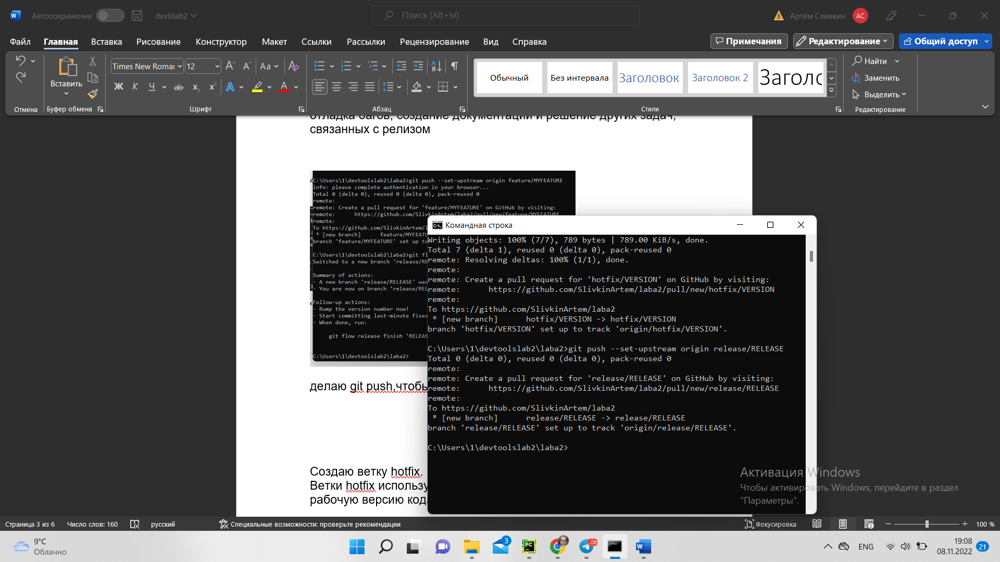 Автосохранение
devtilab2
Поиск (Alt+Ы)
Артём Сливкин
АС
Файл Главная Вставка Рисование Конструктор Макет Ссылки Рассылки Рецензирование Вид Справка
Примечания Редактирование Общий доступ
Times New Roman 12
Aa
Вставить
Ж К Ч ab x2 x2 A A
Обычный Без интервала Заголовок Заголовок 2 Заголо
Найти
Заменить
Выделить
Отмена Буфер обмена Шрифт Абзац Стили Редактирование
отладка багов, создание документации и решение других задач,
связанных с релизом
C:\Users\1\devtoolslab2\laba2>git push --set-upstream origin feature/MYFEATURE
info: please complete authentication in your browser...
Total 0 (delta 0), reused 0 (delta 0), pack-reused 0
remote:
remote: Create a pull request for 'feature/MYFEATURE' on GitHub by visiting:
remote: https://github.com/SlivkinArtem/laba2/pull/new/feature/MYFEATURE
remote:
To https://github.com/SlivkinArtem/l
* [new branch] feature/MYFEATU
branch 'feature/MYFEATURE' set up to
C:\Users\1\devtoolslab2\laba2>git fl
Switched to a new branch 'release/RE
Summary of actions:
- A new branch 'release/RELEASE' was
- You are now on branch 'release/REL
Follow-up actions:
- Bump the version number now!
- Start committing last-minute fixes
- When done, run:
git flow release finish 'RELEAS
C:\Users\1\devtoolslab2\laba2>
делаю git push,чтобы
Создаю ветку hotfix.
Ветки hotfix использу
рабочую версию кода
Командная строка
Writing objects: 100% (7/7), 789 bytes | 789.00 KiB/s, done.
Total 7 (delta 1), reused 0 (delta 0), pack-reused 0
remote: Resolving deltas: 100% (1/1), done.
remote:
remote: Create a pull request for 'hotfix/VERSION' on GitHub by visiting:
remote: https://github.com/SlivkinArtem/laba2/pull/new/hotfix/VERSION
remote:
To https://github.com/SlivkinArtem/laba2
* [new branch] hotfix/VERSION -> hotfix/VERSION
branch 'hotfix/VERSION' set up to track 'origin/hotfix/VERSION'.
C:\Users\1\devtoolslab2\laba2>git push --set-upstream origin release/RELEASE
Total 0 (delta 0), reused 0 (delta 0), pack-reused 0
remote:
remote: Create a pull request for 'release/RELEASE' on GitHub by visiting:
remote: https://github.com/SlivkinArtem/laba2/pull/new/release/RELEASE
remote:
To https://github.com/SlivkinArtem/laba2
* [new branch] release/RELEASE -> release/RELEASE
branch 'release/RELEASE' set up to track 'origin/release/RELEASE'.
C:\Users\1\devtoolslab2\laba2>
Активация Windows
Чтобы активировать Windows, перейдите в раздел
"Параметры".
Страница 3 из 6 Число слов: 160 русский Специальные возможности: проверьте рекомендации Фокусировка 100 %
9°C
Облачно
3
ENG
19:08
08.11.2022
21